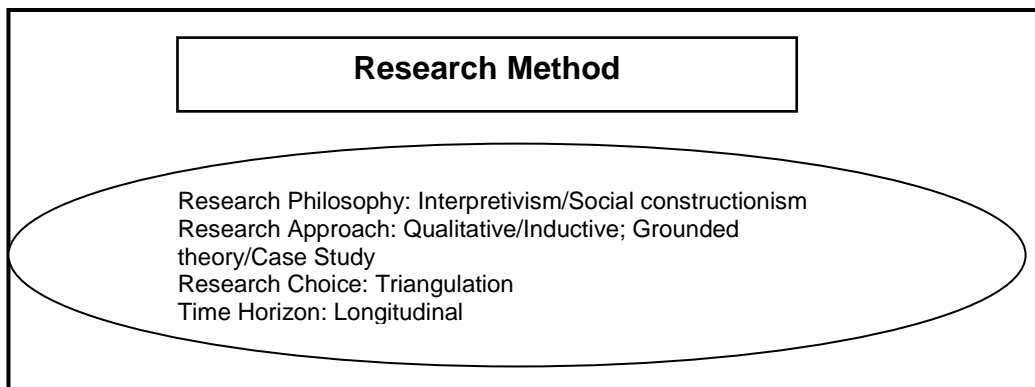 Research Method
Research Philosophy: Interpretivism/Social constructionism
Research Approach: Qualitative/Inductive; Grounded
theory/Case Study
Research Choice: Triangulation
Time Horizon: Longitudinal